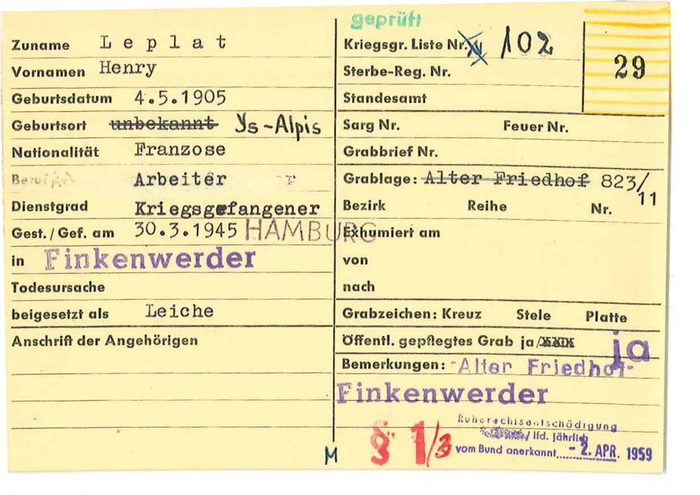 geprüft
Zuname Leplat
Vornamen Henry
Geburtsdatum 4.5.1905
Geburtsort unbekannt Ys-Alpis
Nationalität Franzose
Beruf Arbeiter
Dienstgrad Kriegsgefangener
Gest./Gef. am 30.3.1945 HAMBURG
in Finkenwerder
Todesursache
beigesetzt als Leiche
Anschrift der Angehörigen
M
Kriegsgr. Liste Nr. 102
29
Sterbe-Reg. Nr.
Standesamt
Sarg Nr. Feuer Nr.
Grabbrief Nr.
Grablage: Alter Friedhof 823/11
Bezirk Reihe Nr.
Exhumiert am
von
nach
Grabzeichen: Kreuz Stele Platte
Öffentl. gepflegtes Grab ja/ ja
Bemerkungen: -Alter Friedhof-
Finkenwerder
Ruherechtsentschädigung
/ lfd. jährlich
vom Bund anerkannt - 2. APR. 1959
§ 1/3